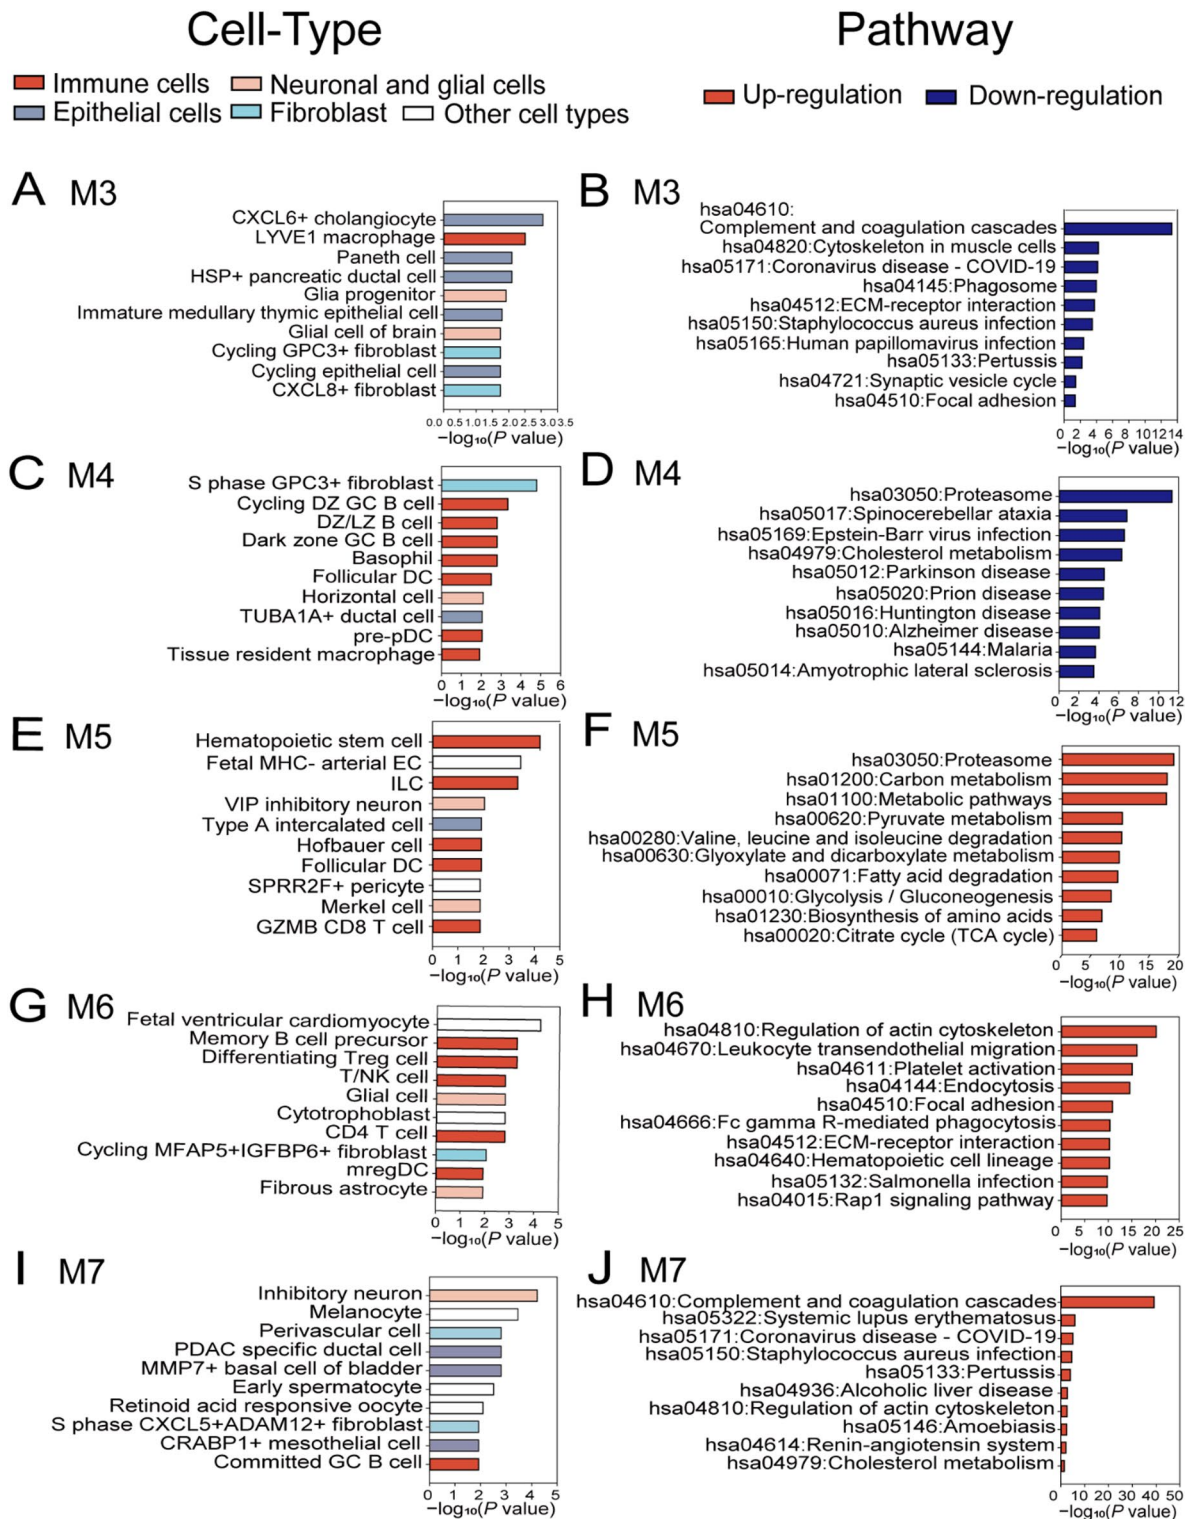 Cell-Type
Pathway
Immune cells
Neuronal and glial cells
Epithelial cells
Fibroblast
Other cell types
Up-regulation
Down-regulation
A M3
CXCL6+ cholangiocyte
LYVE1 macrophage
Paneth cell
HSP+ pancreatic ductal cell
Glia progenitor
Immature medullary thymic epithelial cell
Glial cell of brain
Cycling GPC3+ fibroblast
Cycling epithelial cell
CXCL8+ fibroblast
0.0 0.5 1.0 1.5 2.0 2.5 3.0 3.5
−log₁₀(P value)
B M3
hsa04610:
Complement and coagulation cascades
hsa04820:Cytoskeleton in muscle cells
hsa05171:Coronavirus disease - COVID-19
hsa04145:Phagosome
hsa04512:ECM-receptor interaction
hsa05150:Staphylococcus aureus infection
hsa05165:Human papillomavirus infection
hsa05133:Pertussis
hsa04721:Synaptic vesicle cycle
hsa04510:Focal adhesion
0 2 4 6 8 10 12 14
−log₁₀(P value)
C M4
S phase GPC3+ fibroblast
Cycling DZ GC B cell
DZ/LZ B cell
Dark zone GC B cell
Basophil
Follicular DC
Horizontal cell
TUBA1A+ ductal cell
pre-pDC
Tissue resident macrophage
0 1 2 3 4 5 6
−log₁₀(P value)
D M4
hsa03050:Proteasome
hsa05017:Spinocerebellar ataxia
hsa05169:Epstein-Barr virus infection
hsa04979:Cholesterol metabolism
hsa05012:Parkinson disease
hsa05020:Prion disease
hsa05016:Huntington disease
hsa05010:Alzheimer disease
hsa05144:Malaria
hsa05014:Amyotrophic lateral sclerosis
0 2 4 6 8 10 12
−log₁₀(P value)
E M5
Hematopoietic stem cell
Fetal MHC- arterial EC
ILC
VIP inhibitory neuron
Type A intercalated cell
Hofbauer cell
Follicular DC
SPRR2F+ pericyte
Merkel cell
GZMB CD8 T cell
0 1 2 3 4 5
−log₁₀(P value)
F M5
hsa03050:Proteasome
hsa01200:Carbon metabolism
hsa01100:Metabolic pathways
hsa00620:Pyruvate metabolism
hsa00280:Valine, leucine and isoleucine degradation
hsa00630:Glyoxylate and dicarboxylate metabolism
hsa00071:Fatty acid degradation
hsa00010:Glycolysis / Gluconeogenesis
hsa01230:Biosynthesis of amino acids
hsa00020:Citrate cycle (TCA cycle)
0 5 10 15 20
−log₁₀(P value)
G M6
Fetal ventricular cardiomyocyte
Memory B cell precursor
Differentiating Treg cell
T/NK cell
Glial cell
Cytotrophoblast
CD4 T cell
Cycling MFAP5+IGFBP6+ fibroblast
mregDC
Fibrous astrocyte
0 1 2 3 4 5
−log₁₀(P value)
H M6
hsa04810:Regulation of actin cytoskeleton
hsa04670:Leukocyte transendothelial migration
hsa04611:Platelet activation
hsa04144:Endocytosis
hsa04510:Focal adhesion
hsa04666:Fc gamma R-mediated phagocytosis
hsa04512:ECM-receptor interaction
hsa04640:Hematopoietic cell lineage
hsa05132:Salmonella infection
hsa04015:Rap1 signaling pathway
0 5 10 15 20 25
−log₁₀(P value)
I M7
Inhibitory neuron
Melanocyte
Perivascular cell
PDAC specific ductal cell
MMP7+ basal cell of bladder
Early spermatocyte
Retinoid acid responsive oocyte
S phase CXCL5+ADAM12+ fibroblast
CRABP1+ mesothelial cell
Committed GC B cell
0 1 2 3 4 5
−log₁₀(P value)
J M7
hsa04610:Complement and coagulation cascades
hsa05322:Systemic lupus erythematosus
hsa05171:Coronavirus disease - COVID-19
hsa05150:Staphylococcus aureus infection
hsa05133:Pertussis
hsa04936:Alcoholic liver disease
hsa04810:Regulation of actin cytoskeleton
hsa05146:Amoebiasis
hsa04614:Renin-angiotensin system
hsa04979:Cholesterol metabolism
0 10 20 30 40 50
−log₁₀(P value)